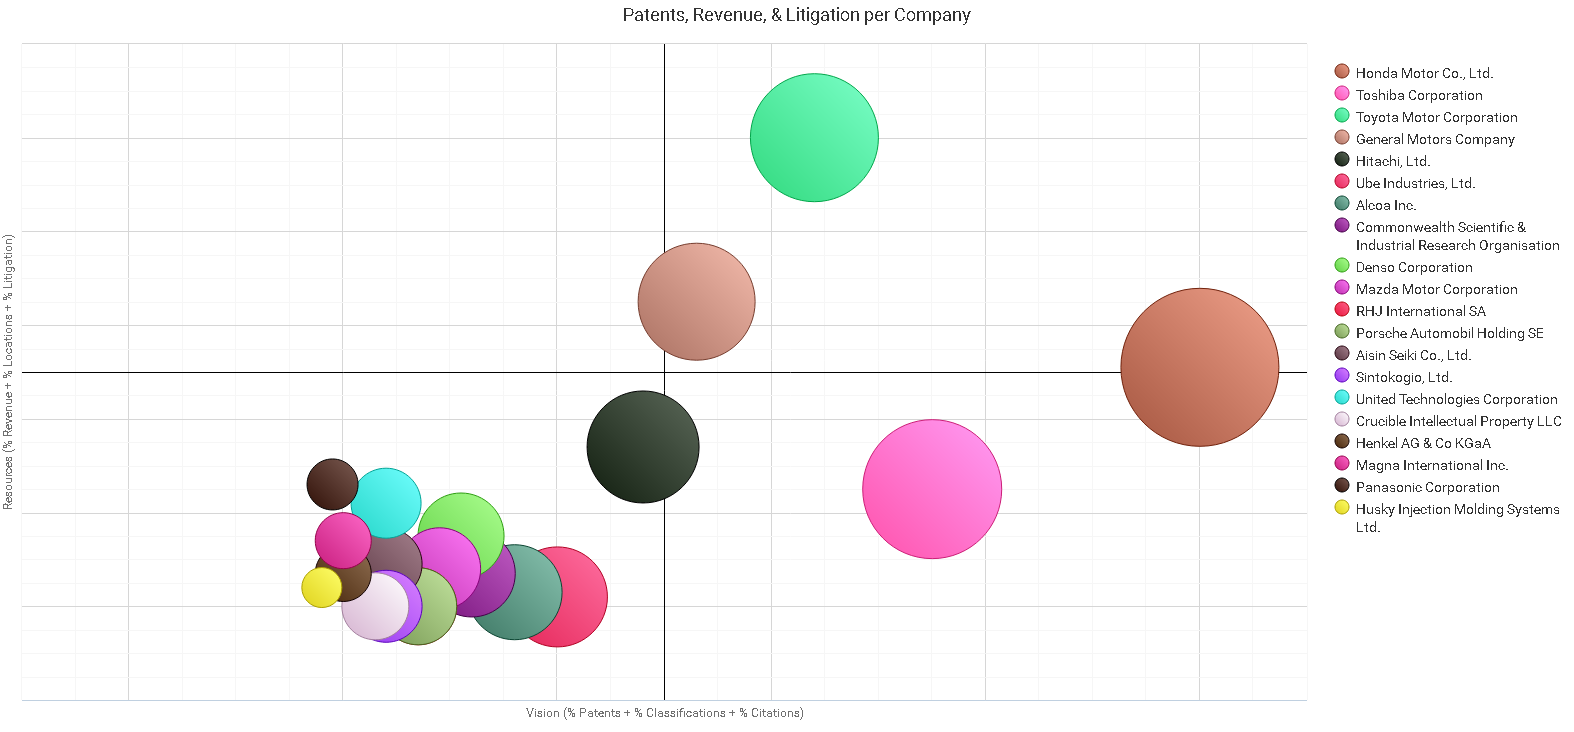 Patents, Revenue, & Litigation per Company
Resources (% Revenue + % Locations + % Litigation)
Vision (% Patents + % Classifications + % Citations)
Honda Motor Co., Ltd.
Toshiba Corporation
Toyota Motor Corporation
General Motors Company
Hitachi, Ltd.
Ube Industries, Ltd.
Alcoa Inc.
Commonwealth Scientific &
Industrial Research Organisation
Denso Corporation
Mazda Motor Corporation
RHJ International SA
Porsche Automobil Holding SE
Aisin Seiki Co., Ltd.
Sintokogio, Ltd.
United Technologies Corporation
Crucible Intellectual Property LLC
Henkel AG & Co KGaA
Magna International Inc.
Panasonic Corporation
Husky Injection Molding Systems
Ltd.